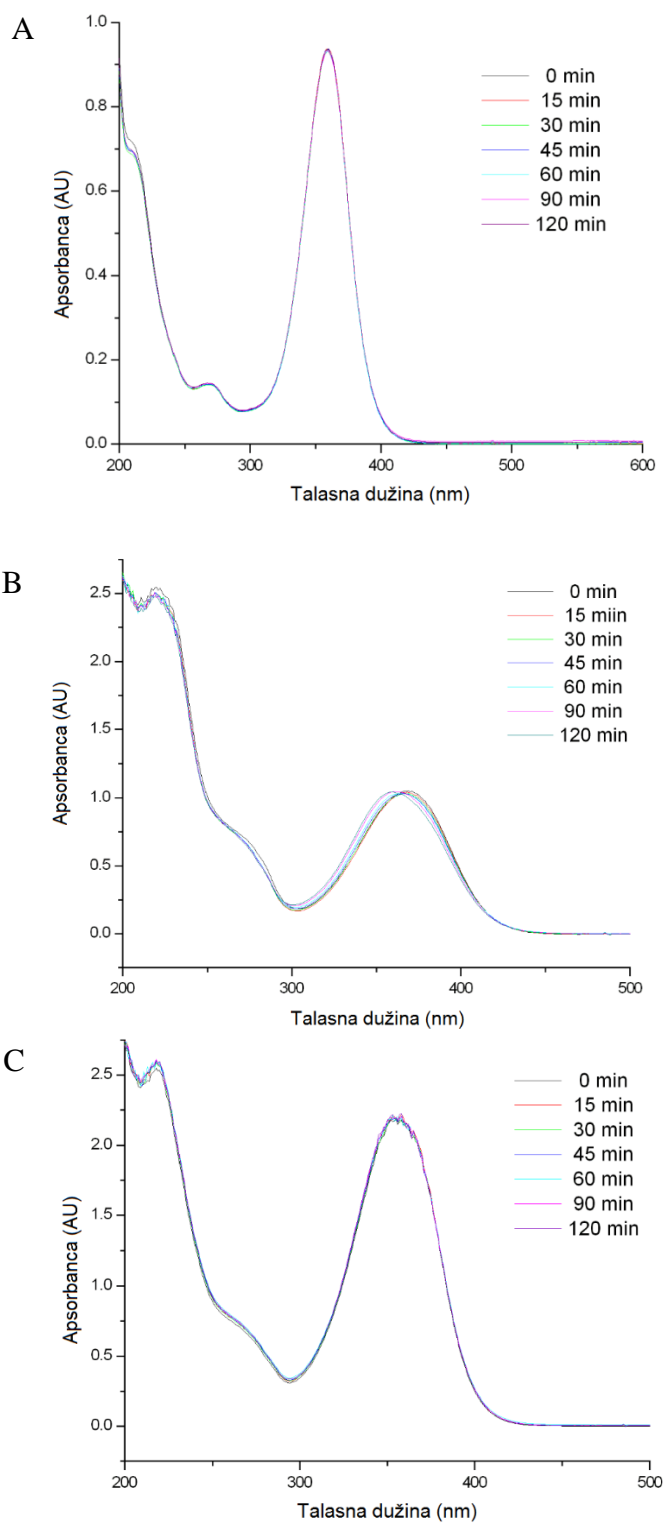 A
1.0
0.8
0.6
0.4
0.2
0.0
Apsorbanca (AU)
0 min
15 min
30 min
45 min
60 min
90 min
120 min
200
300
400
500
600
Talasna dužina (nm)
B
2.5
2.0
1.5
1.0
0.5
0.0
Apsorbanca (AU)
0 min
15 miin
30 min
45 min
60 min
90 min
120 min
200
300
400
500
Talasna dužina (nm)
C
2.5
2.0
1.5
1.0
0.5
0.0
Apsorbanca (AU)
0 min
15 min
30 min
45 min
60 min
90 min
120 min
200
300
400
500
Talasna dužina (nm)